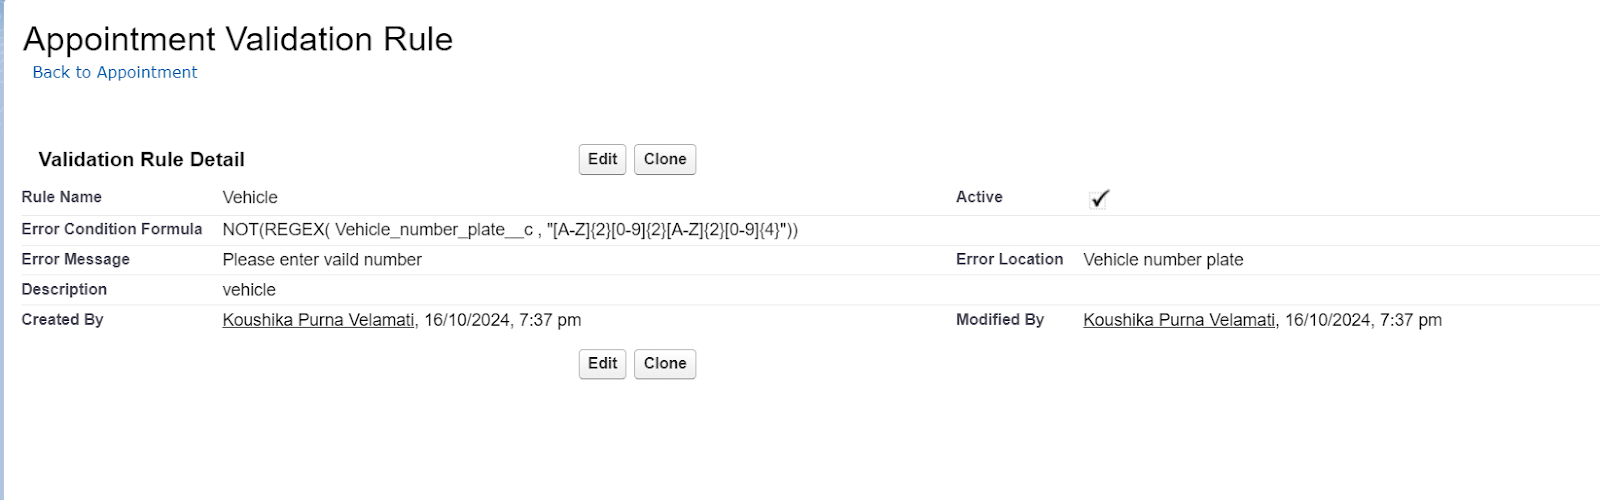 Appointment Validation Rule
Back to Appointment
Validation Rule Detail Edit Clone
Rule Name Vehicle Active
Error Condition Formula NOT(REGEX( Vehicle_number_plate__c , "[A-Z]{2}[0-9]{2}[A-Z]{2}[0-9]{4}"))
Error Message Please enter vaild number Error Location Vehicle number plate
Description vehicle
Created By Koushika Purna Velamati, 16/10/2024, 7:37 pm Modified By Koushika Purna Velamati, 16/10/2024, 7:37 pm
Edit Clone